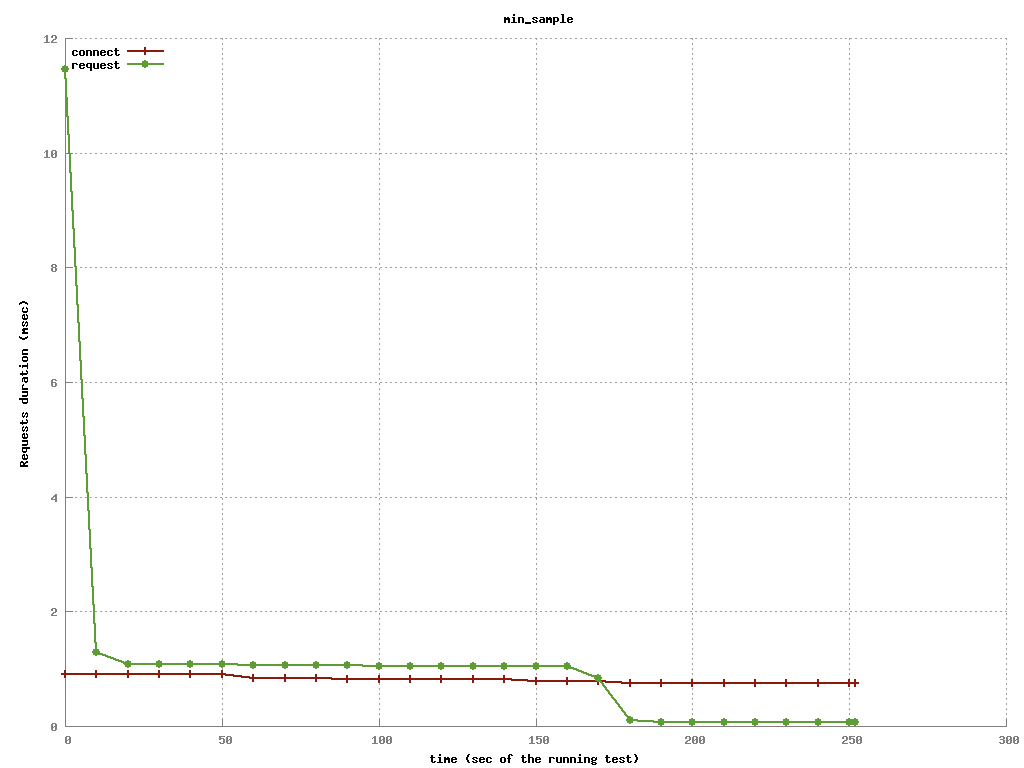 min_sample
connect
request
12
10
8
6
4
2
0
Requests duration (msec)
0 50 100 150 200 250 300
time (sec of the running test)